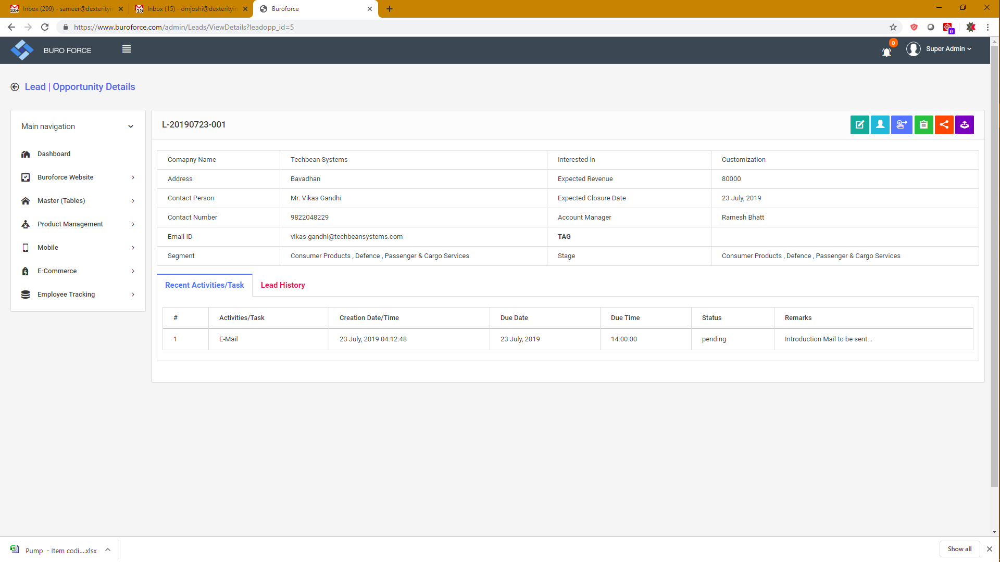 Inbox (299) - sameer@dexterityin
Inbox (15) - dmjoshi@dexterityin
Buroforce
https://www.buroforce.com/admin/Leads/ViewDetails?leadopp_id=5
0
BURO FORCE
0
Super Admin
Lead | Opportunity Details
Main navigation
Dashboard
Buroforce Website
Master (Tables)
Product Management
Mobile
E-Commerce
Employee Tracking
L-20190723-001
Comapny Name Techbean Systems Interested in Customization
Address Bavadhan Expected Revenue 80000
Contact Person Mr. Vikas Gandhi Expected Closure Date 23 July, 2019
Contact Number 9822048229 Account Manager Ramesh Bhatt
Email ID vikas.gandhi@techbeansystems.com TAG
Segment Consumer Products , Defence , Passenger & Cargo Services Stage Consumer Products , Defence , Passenger & Cargo Services
Recent Activities/Task Lead History
# Activities/Task Creation Date/Time Due Date Due Time Status Remarks
1 E-Mail 23 July, 2019 04:12:48 23 July, 2019 14:00:00 pending Introduction Mail to be sent...
Pump - Item codi....xlsx
Show all